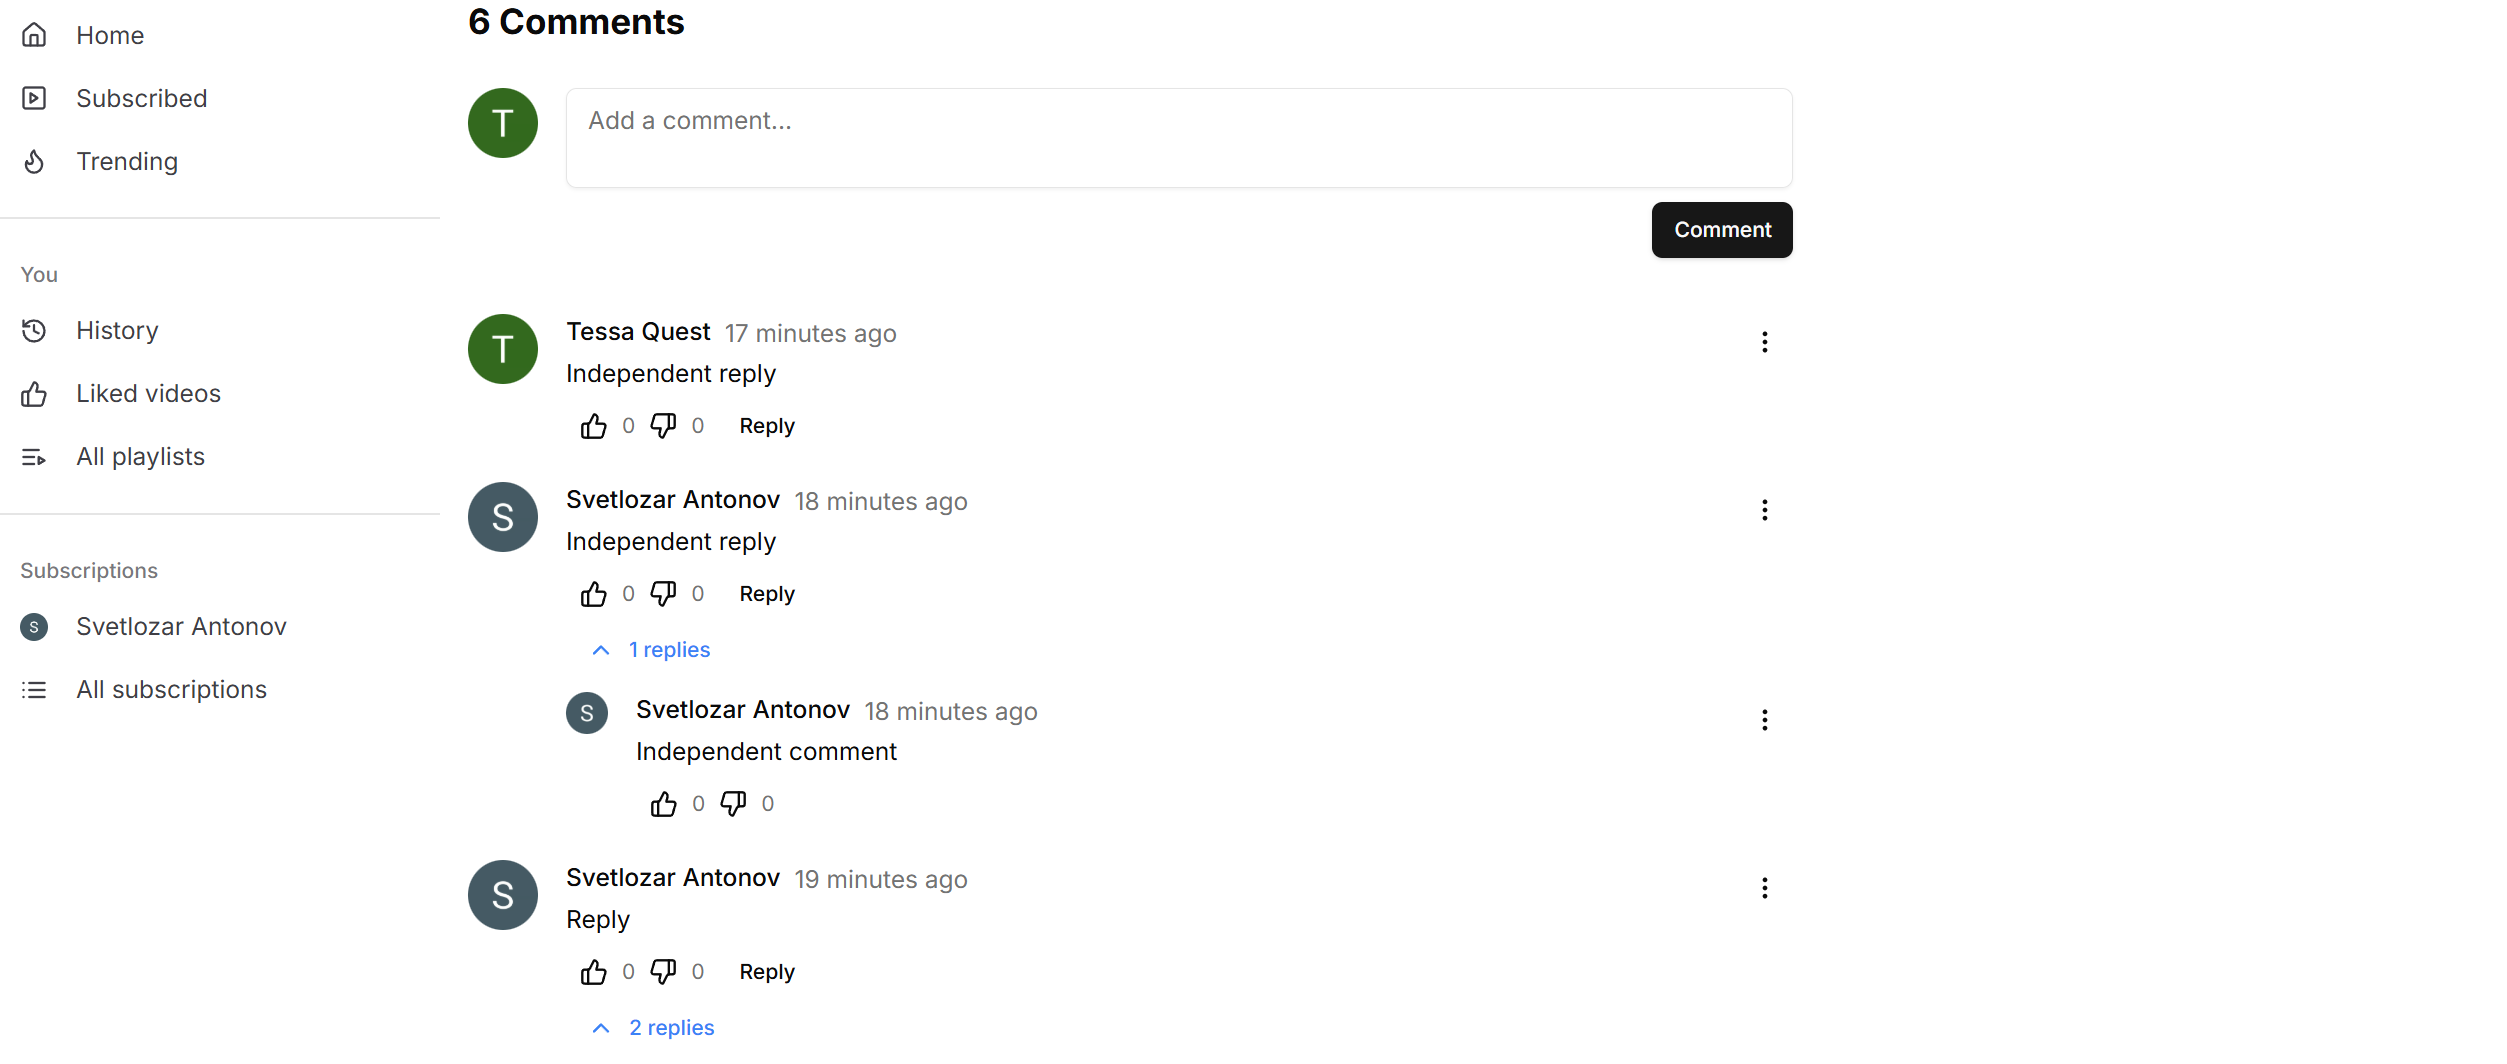 Home
Subscribed
Trending
You
History
Liked videos
All playlists
Subscriptions
S Svetlozar Antonov
All subscriptions
6 Comments
T
Add a comment...
Comment
T
Tessa Quest 17 minutes ago
Independent reply
0 0 Reply
S
Svetlozar Antonov 18 minutes ago
Independent reply
0 0 Reply
1 replies
S
Svetlozar Antonov 18 minutes ago
Independent comment
0 0
S
Svetlozar Antonov 19 minutes ago
Reply
0 0 Reply
2 replies